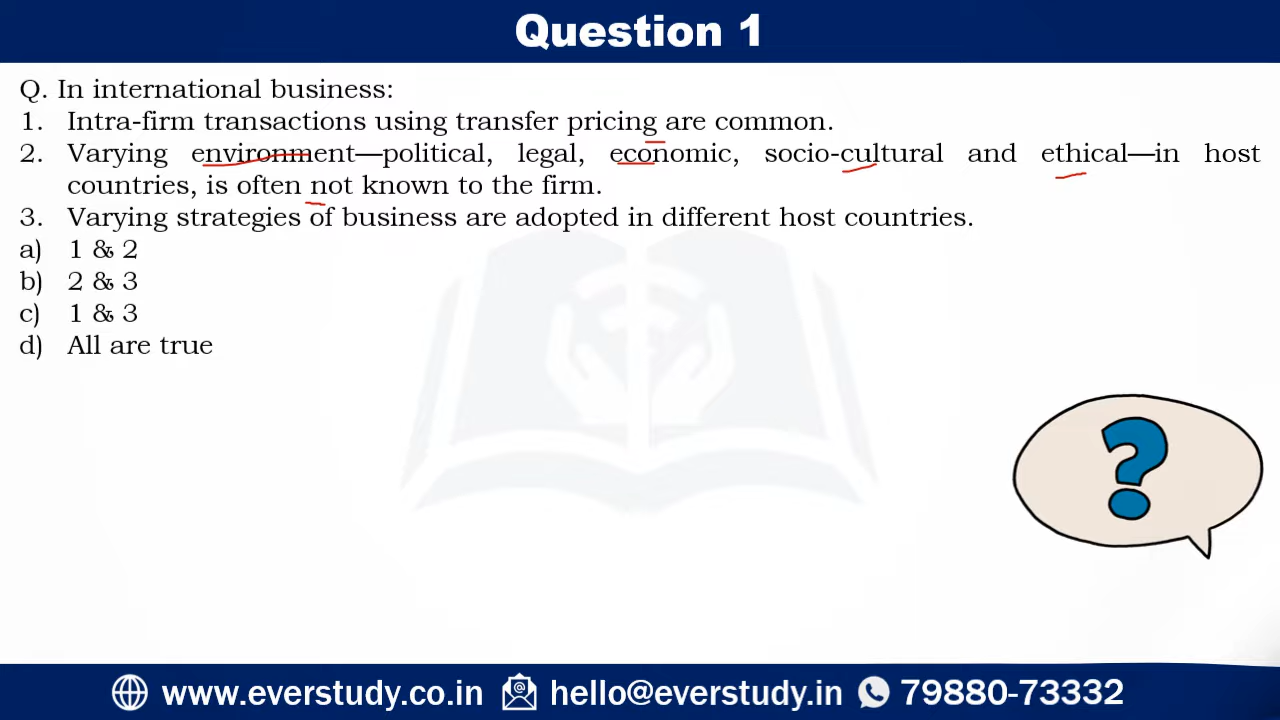 Question 1
Q. In international business:
1. Intra-firm transactions using transfer pricing are common.
2. Varying environment—political, legal, economic, socio-cultural and ethical—in host
countries, is often not known to the firm.
3. Varying strategies of business are adopted in different host countries.
a) 1 & 2
b) 2 & 3
c) 1 & 3
d) All are true
?
www.everstudy.co.in hello@everstudy.in 79880-73332